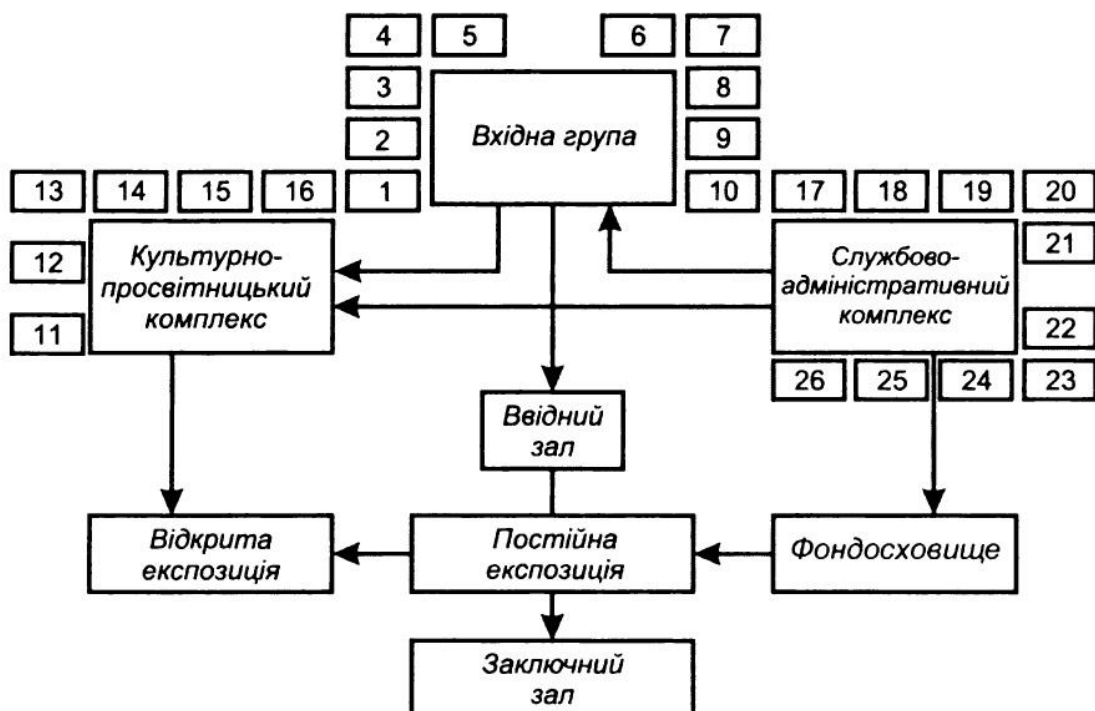 4 5 6 7
3 8
Вхідна група
2 9
13 14 15 16 1 10 17 18 19 20
Культурно-
просвітницький
комплекс
12
11
Службово-
адміністративний
комплекс
21
22
26 25 24 23
Ввідний
зал
Відкрита
експозиція
Постійна
експозиція
Фондосховище
Заключний
зал